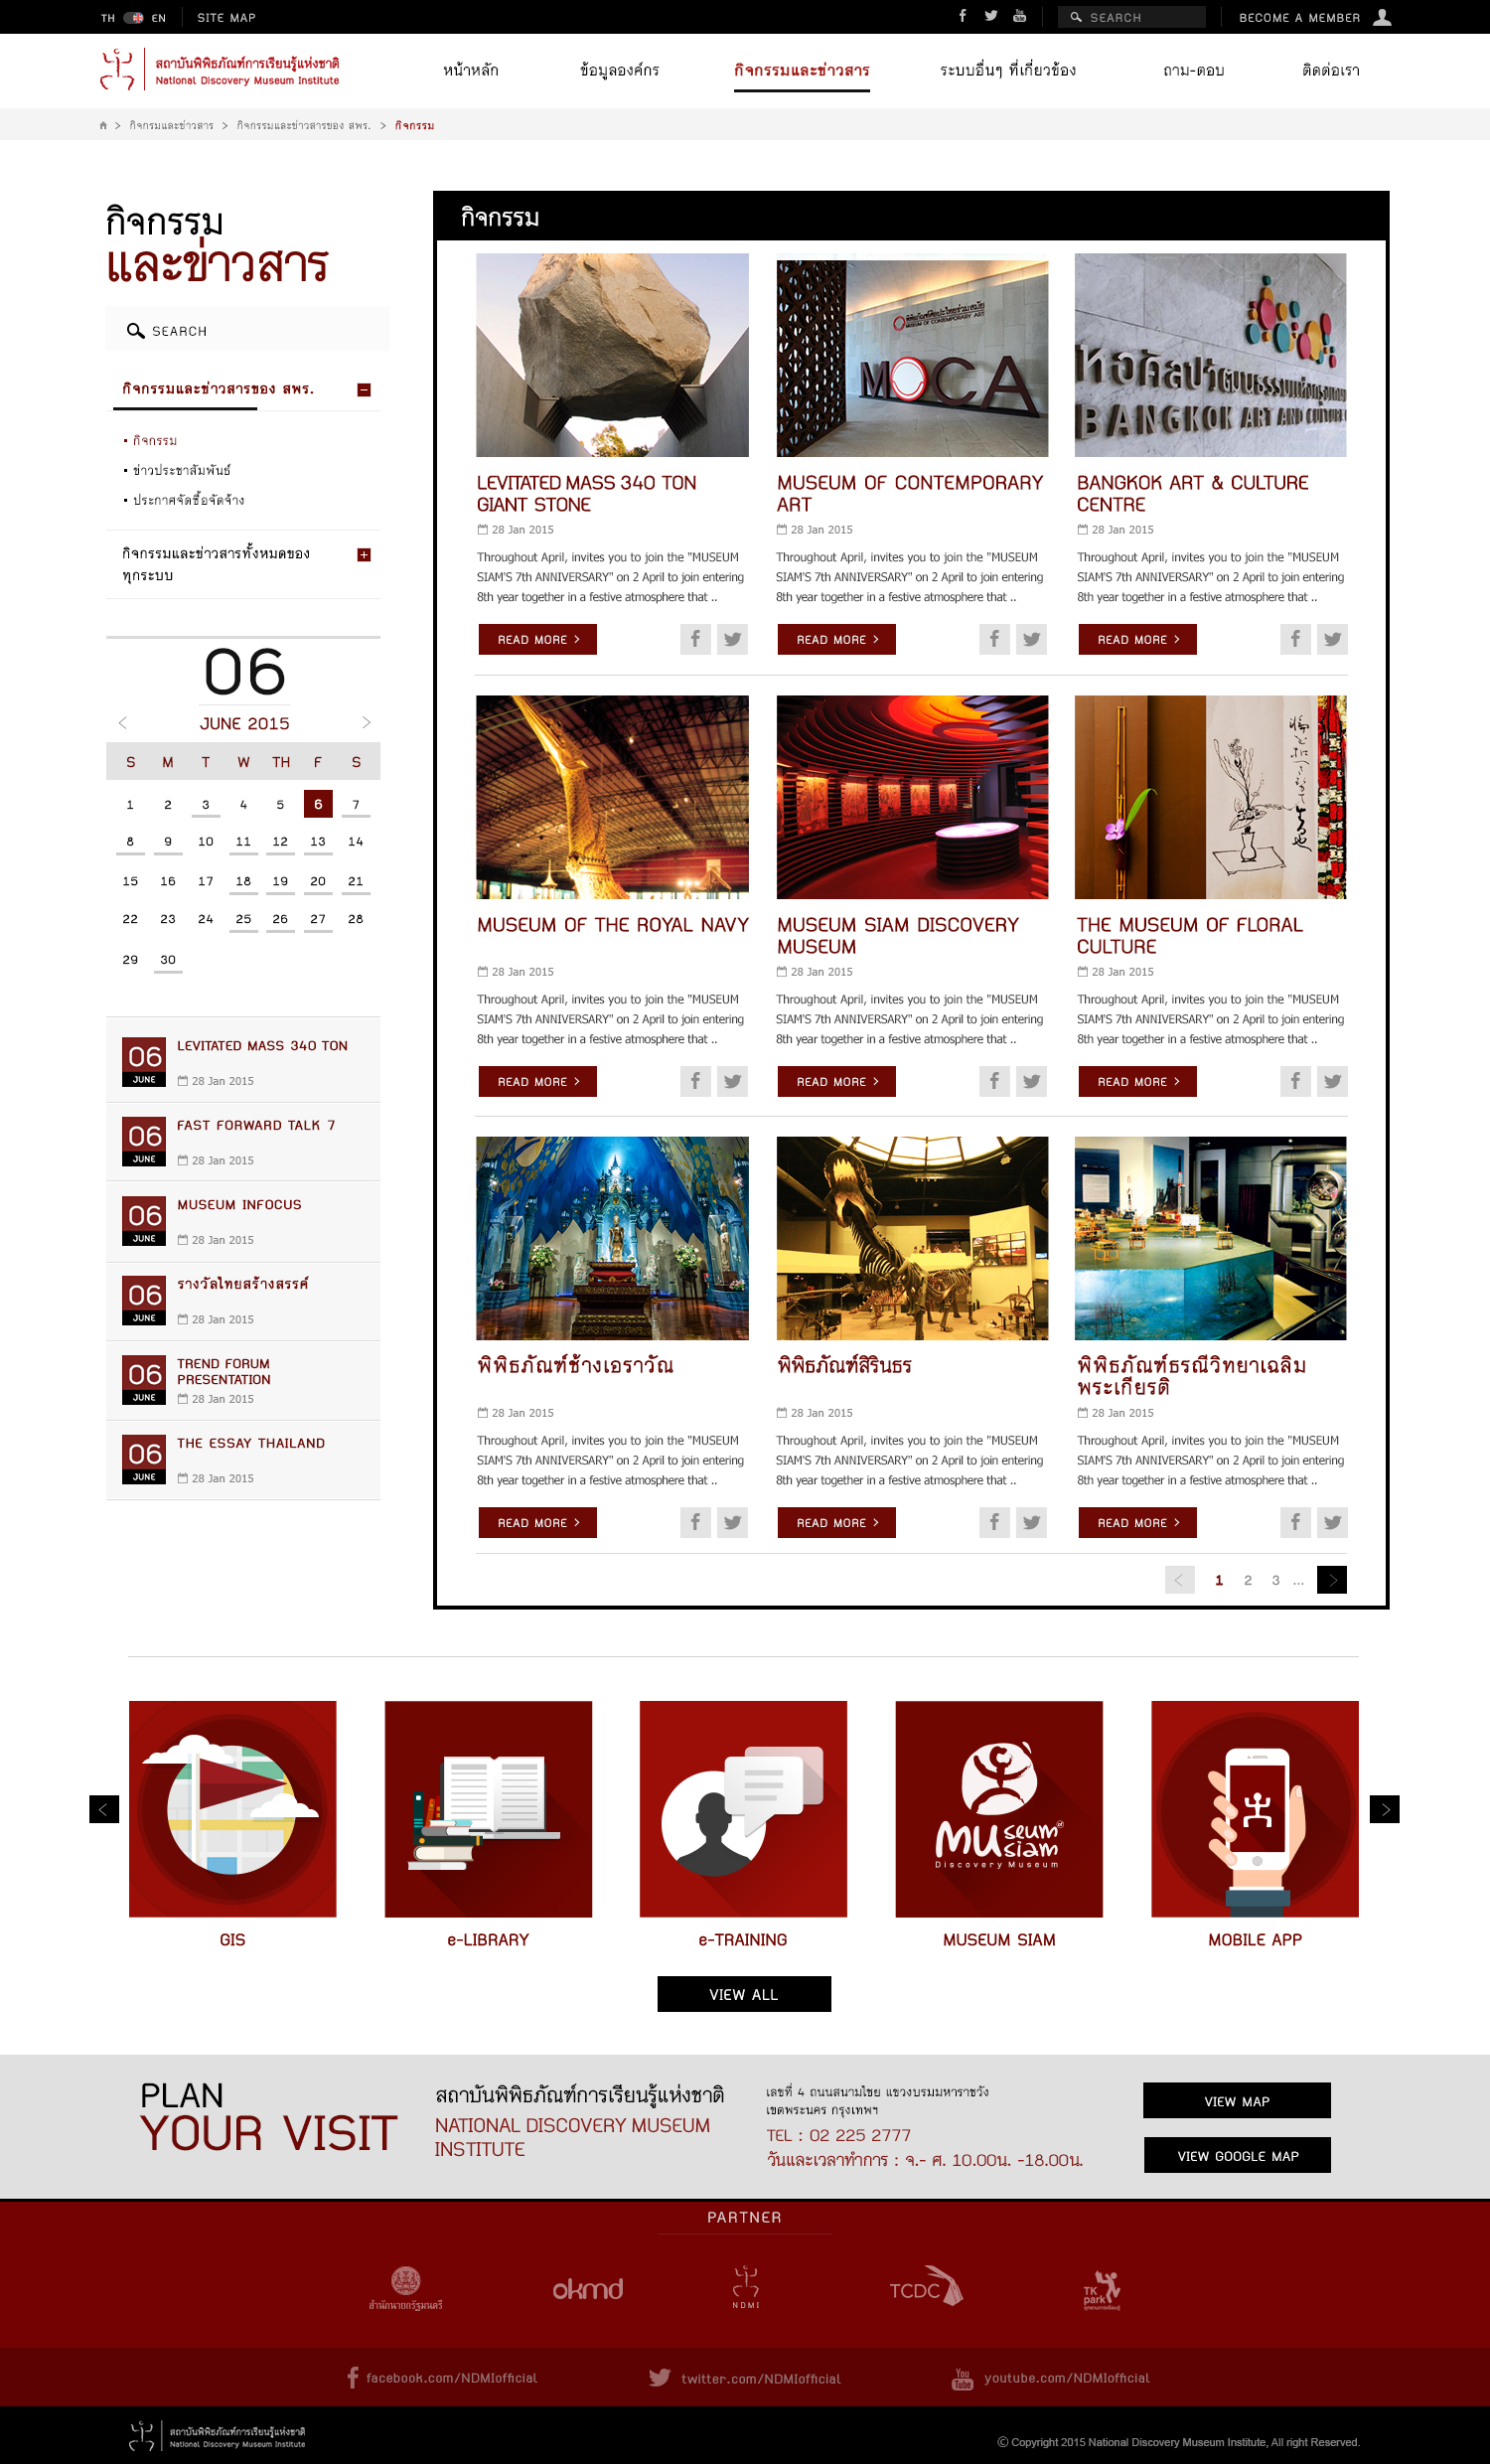 TH EN SITE MAP SEARCH BECOME A MEMBER
สถาบันพิพิธภัณฑ์การเรียนรู้แห่งชาติ
National Discovery Museum Institute
หน้าหลัก ข้อมูลองค์กร กิจกรรมและข่าวสาร ระบบอื่นๆ ที่เกี่ยวข้อง ถาม-ตอบ ติดต่อเรา
> กิจกรมและข่าวสาร > กิจกรรมและข่าวสารของ สพร. > กิจกรรม
กิจกรรม
และข่าวสาร
SEARCH
กิจกรรมและข่าวสารของ สพร.
กิจกรรม
ข่าวประชาสัมพันธ์
ประกาศจัดซื้อจัดจ้าง
กิจกรรมและข่าวสารทั้งหมดของ
ทุกระบบ
06
JUNE 2015
S M T W TH F S
1 2 3 4 5 6 7
8 9 10 11 12 13 14
15 16 17 18 19 20 21
22 23 24 25 26 27 28
29 30
06 JUNE
LEVITATED MASS 340 TON
28 Jan 2015
06 JUNE
FAST FORWARD TALK 7
28 Jan 2015
06 JUNE
MUSEUM INFOCUS
28 Jan 2015
06 JUNE
รางวัลไทยสร้างสรรค์
28 Jan 2015
06 JUNE
TREND FORUM
PRESENTATION
28 Jan 2015
06 JUNE
THE ESSAY THAILAND
28 Jan 2015
กิจกรรม
LEVITATED MASS 340 TON
GIANT STONE
28 Jan 2015
Throughout April, invites you to join the "MUSEUM
SIAM'S 7th ANNIVERSARY" on 2 April to join entering
8th year together in a festive atmosphere that ..
READ MORE >
พิพิธภัณฑ์ศิลปะไทยร่วมสมัย
MUSEUM OF CONTEMPORARY ART
MOCA
MUSEUM OF CONTEMPORARY
ART
28 Jan 2015
Throughout April, invites you to join the "MUSEUM
SIAM'S 7th ANNIVERSARY" on 2 April to join entering
8th year together in a festive atmosphere that ..
READ MORE >
หอศิลปวัฒนธรรมแห่งกรุงเทพ
BANGKOK ART AND CULTURE
BANGKOK ART & CULTURE
CENTRE
28 Jan 2015
Throughout April, invites you to join the "MUSEUM
SIAM'S 7th ANNIVERSARY" on 2 April to join entering
8th year together in a festive atmosphere that ..
READ MORE >
MUSEUM OF THE ROYAL NAVY
28 Jan 2015
Throughout April, invites you to join the "MUSEUM
SIAM'S 7th ANNIVERSARY" on 2 April to join entering
8th year together in a festive atmosphere that ..
READ MORE >
MUSEUM SIAM DISCOVERY
MUSEUM
28 Jan 2015
Throughout April, invites you to join the "MUSEUM
SIAM'S 7th ANNIVERSARY" on 2 April to join entering
8th year together in a festive atmosphere that ..
READ MORE >
THE MUSEUM OF FLORAL
CULTURE
28 Jan 2015
Throughout April, invites you to join the "MUSEUM
SIAM'S 7th ANNIVERSARY" on 2 April to join entering
8th year together in a festive atmosphere that ..
READ MORE >
พิพิธภัณฑ์ช้างเอราวัณ
28 Jan 2015
Throughout April, invites you to join the "MUSEUM
SIAM'S 7th ANNIVERSARY" on 2 April to join entering
8th year together in a festive atmosphere that ..
READ MORE >
พิพิธภัณฑ์สิรินธร
28 Jan 2015
Throughout April, invites you to join the "MUSEUM
SIAM'S 7th ANNIVERSARY" on 2 April to join entering
8th year together in a festive atmosphere that ..
READ MORE >
พิพิธภัณฑ์ธรณีวิทยาเฉลิม
พระเกียรติ
28 Jan 2015
Throughout April, invites you to join the "MUSEUM
SIAM'S 7th ANNIVERSARY" on 2 April to join entering
8th year together in a festive atmosphere that ..
READ MORE >
< 1 2 3 ... >
museum siam
Discovery Museum
GIS e-LIBRARY e-TRAINING MUSEUM SIAM MOBILE APP
VIEW ALL
PLAN
YOUR VISIT
สถาบันพิพิธภัณฑ์การเรียนรู้แห่งชาติ
NATIONAL DISCOVERY MUSEUM
INSTITUTE
เลขที่ 4 ถนนสนามไชย แขวงบรมมหาราชวัง
เขตพระนคร กรุงเทพฯ
TEL : 02 225 2777
วันและเวลาทำการ : จ.- ศ. 10.00น. -18.00น.
VIEW MAP
VIEW GOOGLE MAP
PARTNER
สำนักนายกรัฐมนตรี
okmd
NDMI
TCDC
TK park
facebook.com/NDMIofficial twitter.com/NDMIofficial youtube.com/NDMIofficial
สถาบันพิพิธภัณฑ์การเรียนรู้แห่งชาติ
National Discovery Museum Institute
© Copyright 2015 National Discovery Museum Institute, All right Reserved.